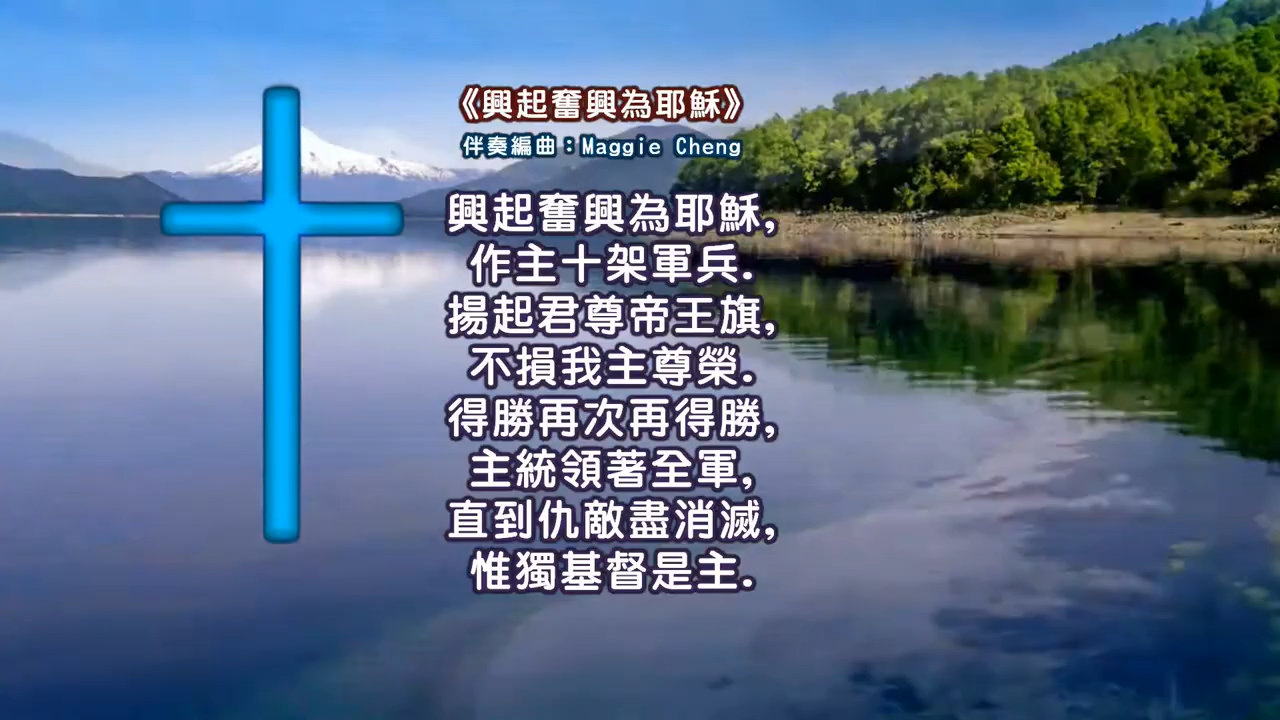 《興起奮興為耶穌》
伴奏編曲：Maggie Cheng
興起奮興為耶穌,
作主十架軍兵.
揚起君尊帝王旗,
不損我主尊榮.
得勝再次再得勝,
主統領著全軍,
直到仇敵盡消滅,
惟獨基督是主.